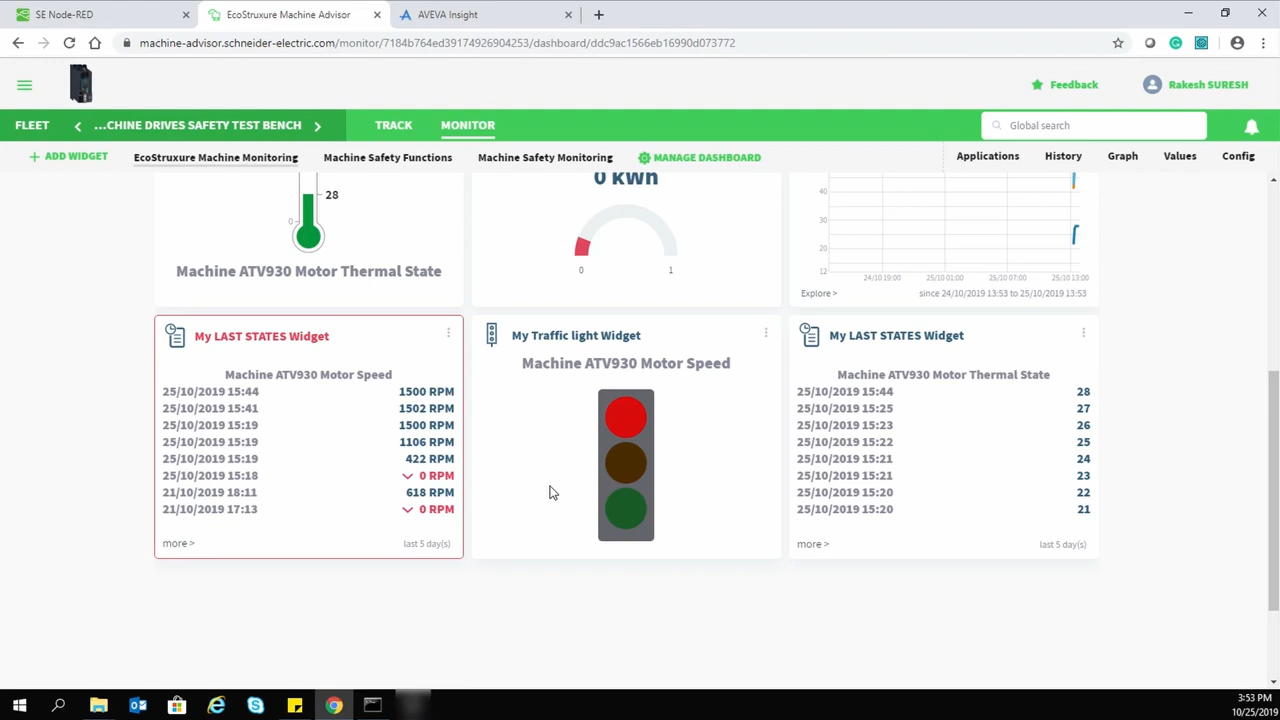 SE Node-RED
EcoStruxure Machine Advisor
AVEVA Insight
machine-advisor.schneider-electric.com/monitor/7184b764ed39174926904253/dashboard/ddc9ac1566eb16990d073772
Feedback
Rakesh SURESH
FLEET
...CHINE DRIVES SAFETY TEST BENCH
TRACK
MONITOR
Global search
ADD WIDGET
EcoStruxure Machine Monitoring
Machine Safety Functions
Machine Safety Monitoring
MANAGE DASHBOARD
Applications
History
Graph
Values
Config
28
0
Machine ATV930 Motor Thermal State
0 kWh
0
1
40
30
20
12
24/10 19:00
25/10 01:00
25/10 07:00
25/10 13:00
Explore >
since 24/10/2019 13:53 to 25/10/2019 13:53
My LAST STATES Widget
Machine ATV930 Motor Speed
25/10/2019 15:44 1500 RPM
25/10/2019 15:41 1502 RPM
25/10/2019 15:19 1500 RPM
25/10/2019 15:19 1106 RPM
25/10/2019 15:19 422 RPM
25/10/2019 15:18 0 RPM
21/10/2019 18:11 618 RPM
21/10/2019 17:13 0 RPM
more >
last 5 day(s)
My Traffic light Widget
Machine ATV930 Motor Speed
My LAST STATES Widget
Machine ATV930 Motor Thermal State
25/10/2019 15:44 28
25/10/2019 15:25 27
25/10/2019 15:23 26
25/10/2019 15:22 25
25/10/2019 15:21 24
25/10/2019 15:21 23
25/10/2019 15:20 22
25/10/2019 15:20 21
more >
last 5 day(s)
3:53 PM
10/25/2019